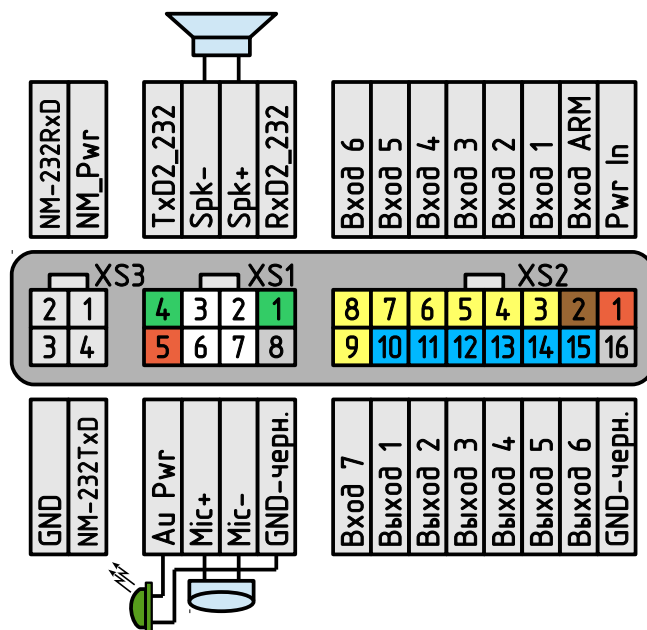 NM-232RxD
NM_Pwr
TxD2_232
Spk-
Spk+
RxD2_232
Вход 6
Вход 5
Вход 4
Вход 3
Вход 2
Вход 1
Вход ARM
Pwr In
XS3 XS1 XS2
2 1 4 3 2 1 8 7 6 5 4 3 2 1
3 4 5 6 7 8 9 10 11 12 13 14 15 16
GND
NM-232TxD
Au Pwr
Mic+
Mic-
GND-черн.
Вход 7
Выход 1
Выход 2
Выход 3
Выход 4
Выход 5
Выход 6
GND-черн.